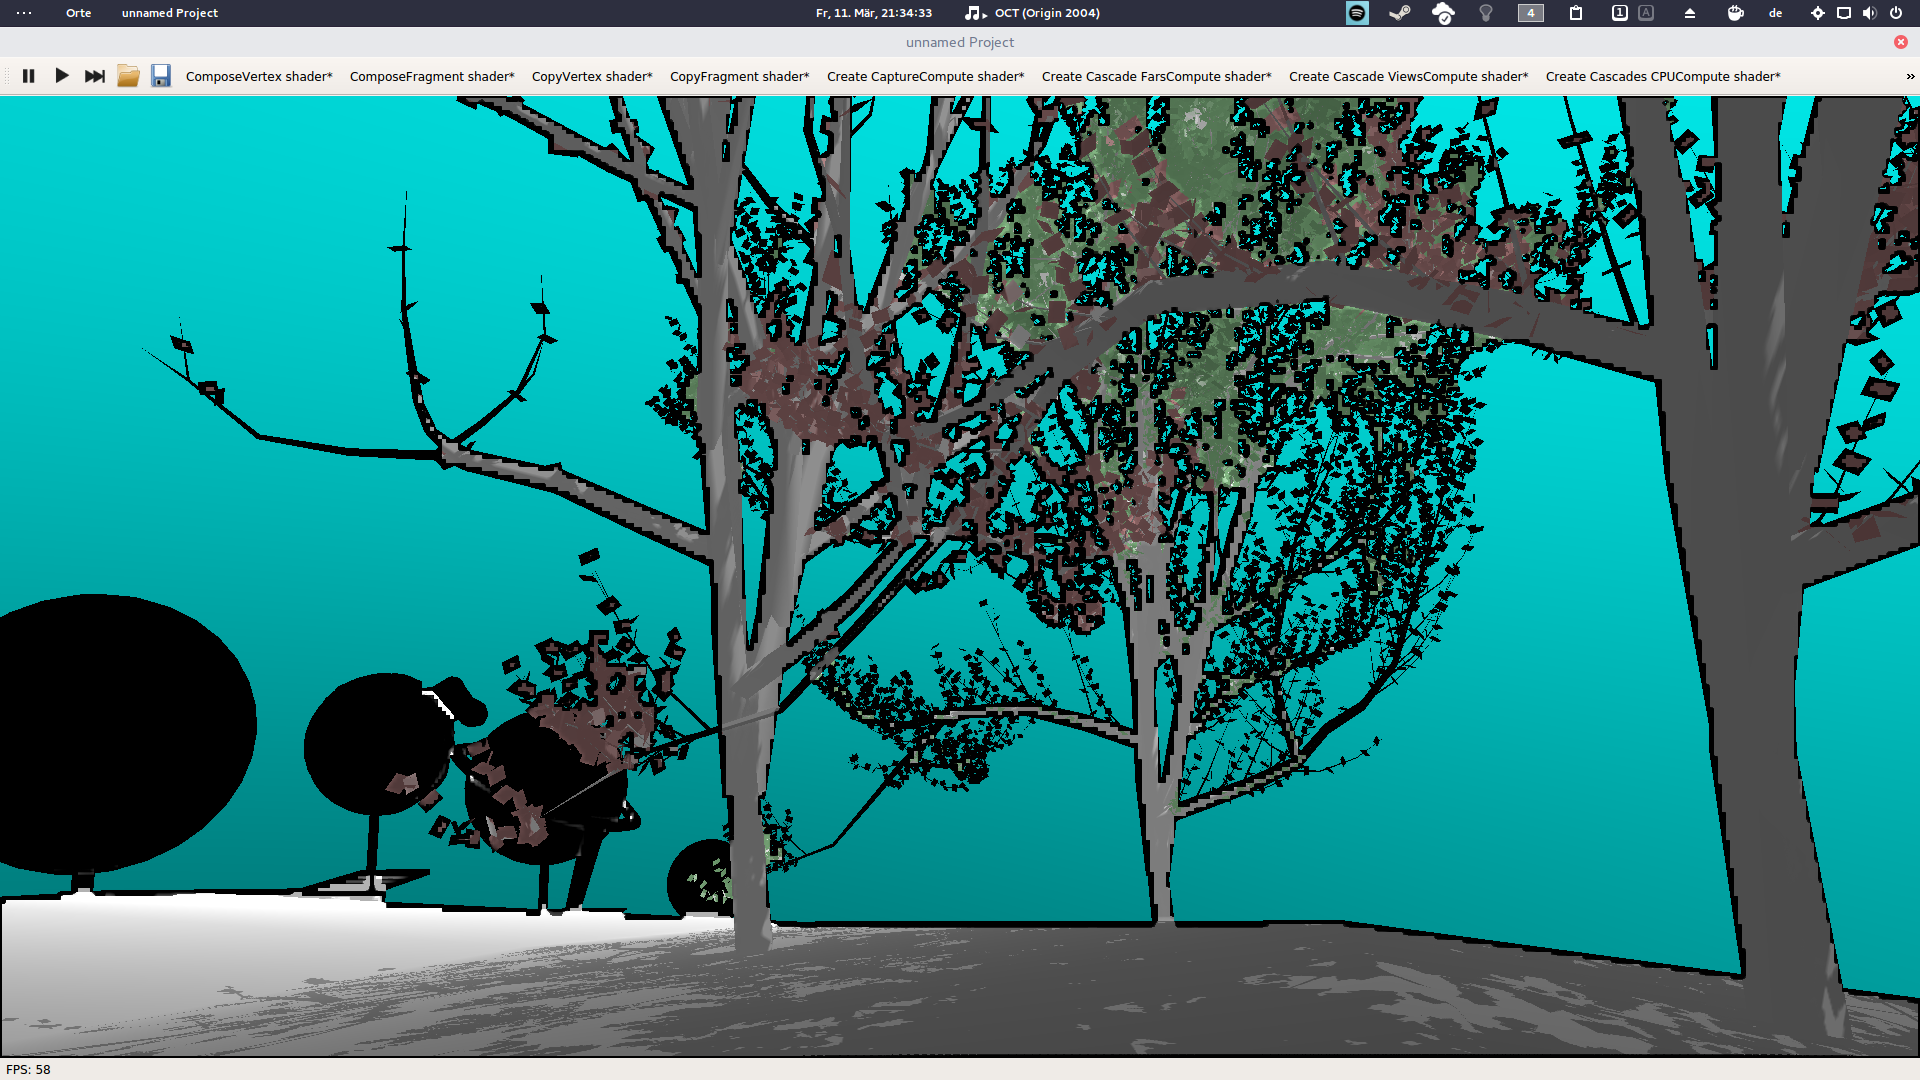 Orte
unnamed Project
Fr, 11. Mär, 21:34:33
OCT (Origin 2004)
4
1
A
de
unnamed Project
ComposeVertex shader*
ComposeFragment shader*
CopyVertex shader*
CopyFragment shader*
Create CaptureCompute shader*
Create Cascade FarsCompute shader*
Create Cascade ViewsCompute shader*
Create Cascades CPUCompute shader*
»
FPS: 58